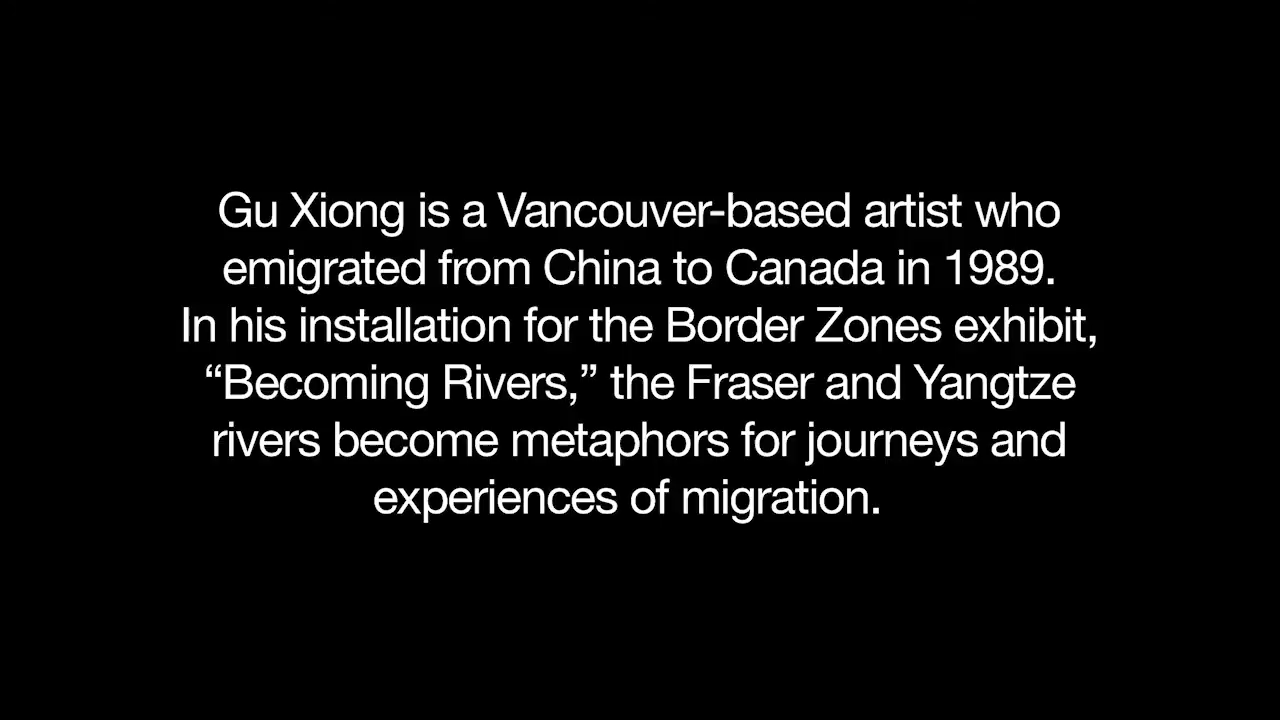 Gu Xiong is a Vancouver-based artist who
emigrated from China to Canada in 1989.
In his installation for the Border Zones exhibit,
“Becoming Rivers,” the Fraser and Yangtze
rivers become metaphors for journeys and
experiences of migration.